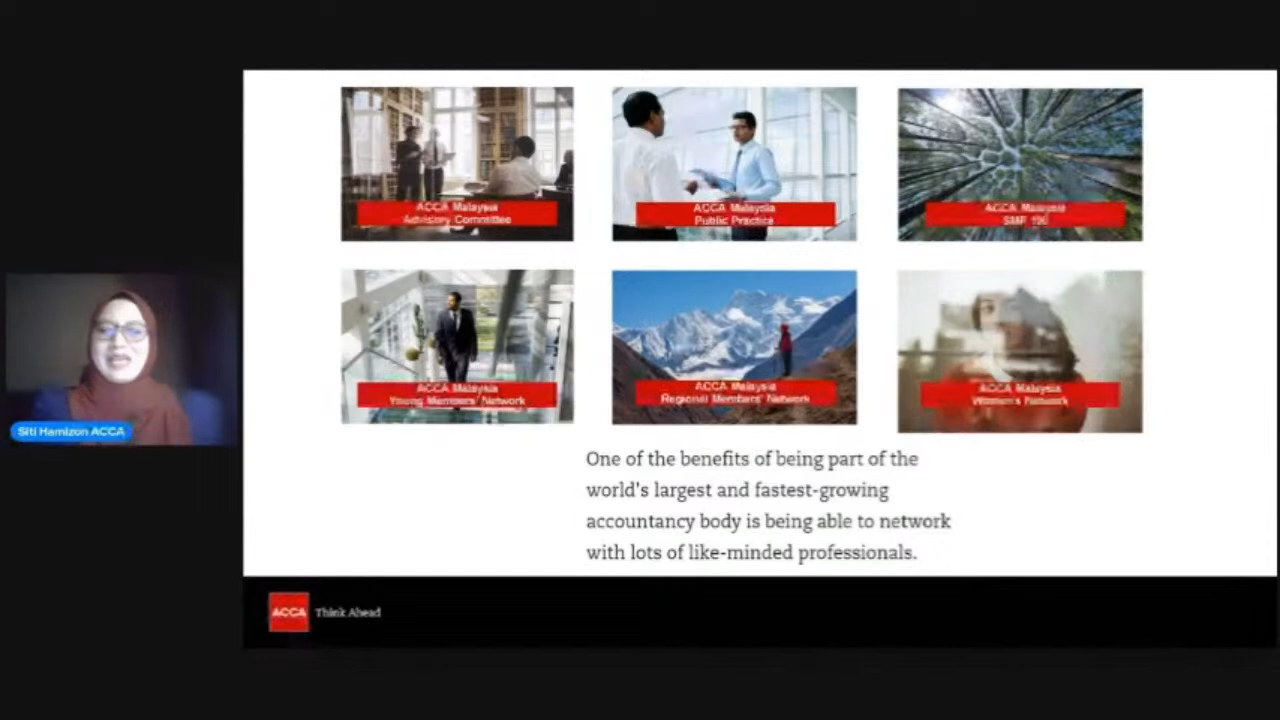 ACCA Malaysia
Advisory Committee
ACCA Malaysia
Public Practice
ACCA Malaysia
ACCA Malaysia
Young Members' Network
ACCA Malaysia
Regional Members' Network
ACCA Malaysia
Women's Network
Siti Hamizon ACCA
One of the benefits of being part of the
world's largest and fastest-growing
accountancy body is being able to network
with lots of like-minded professionals.
ACCA Think Ahead